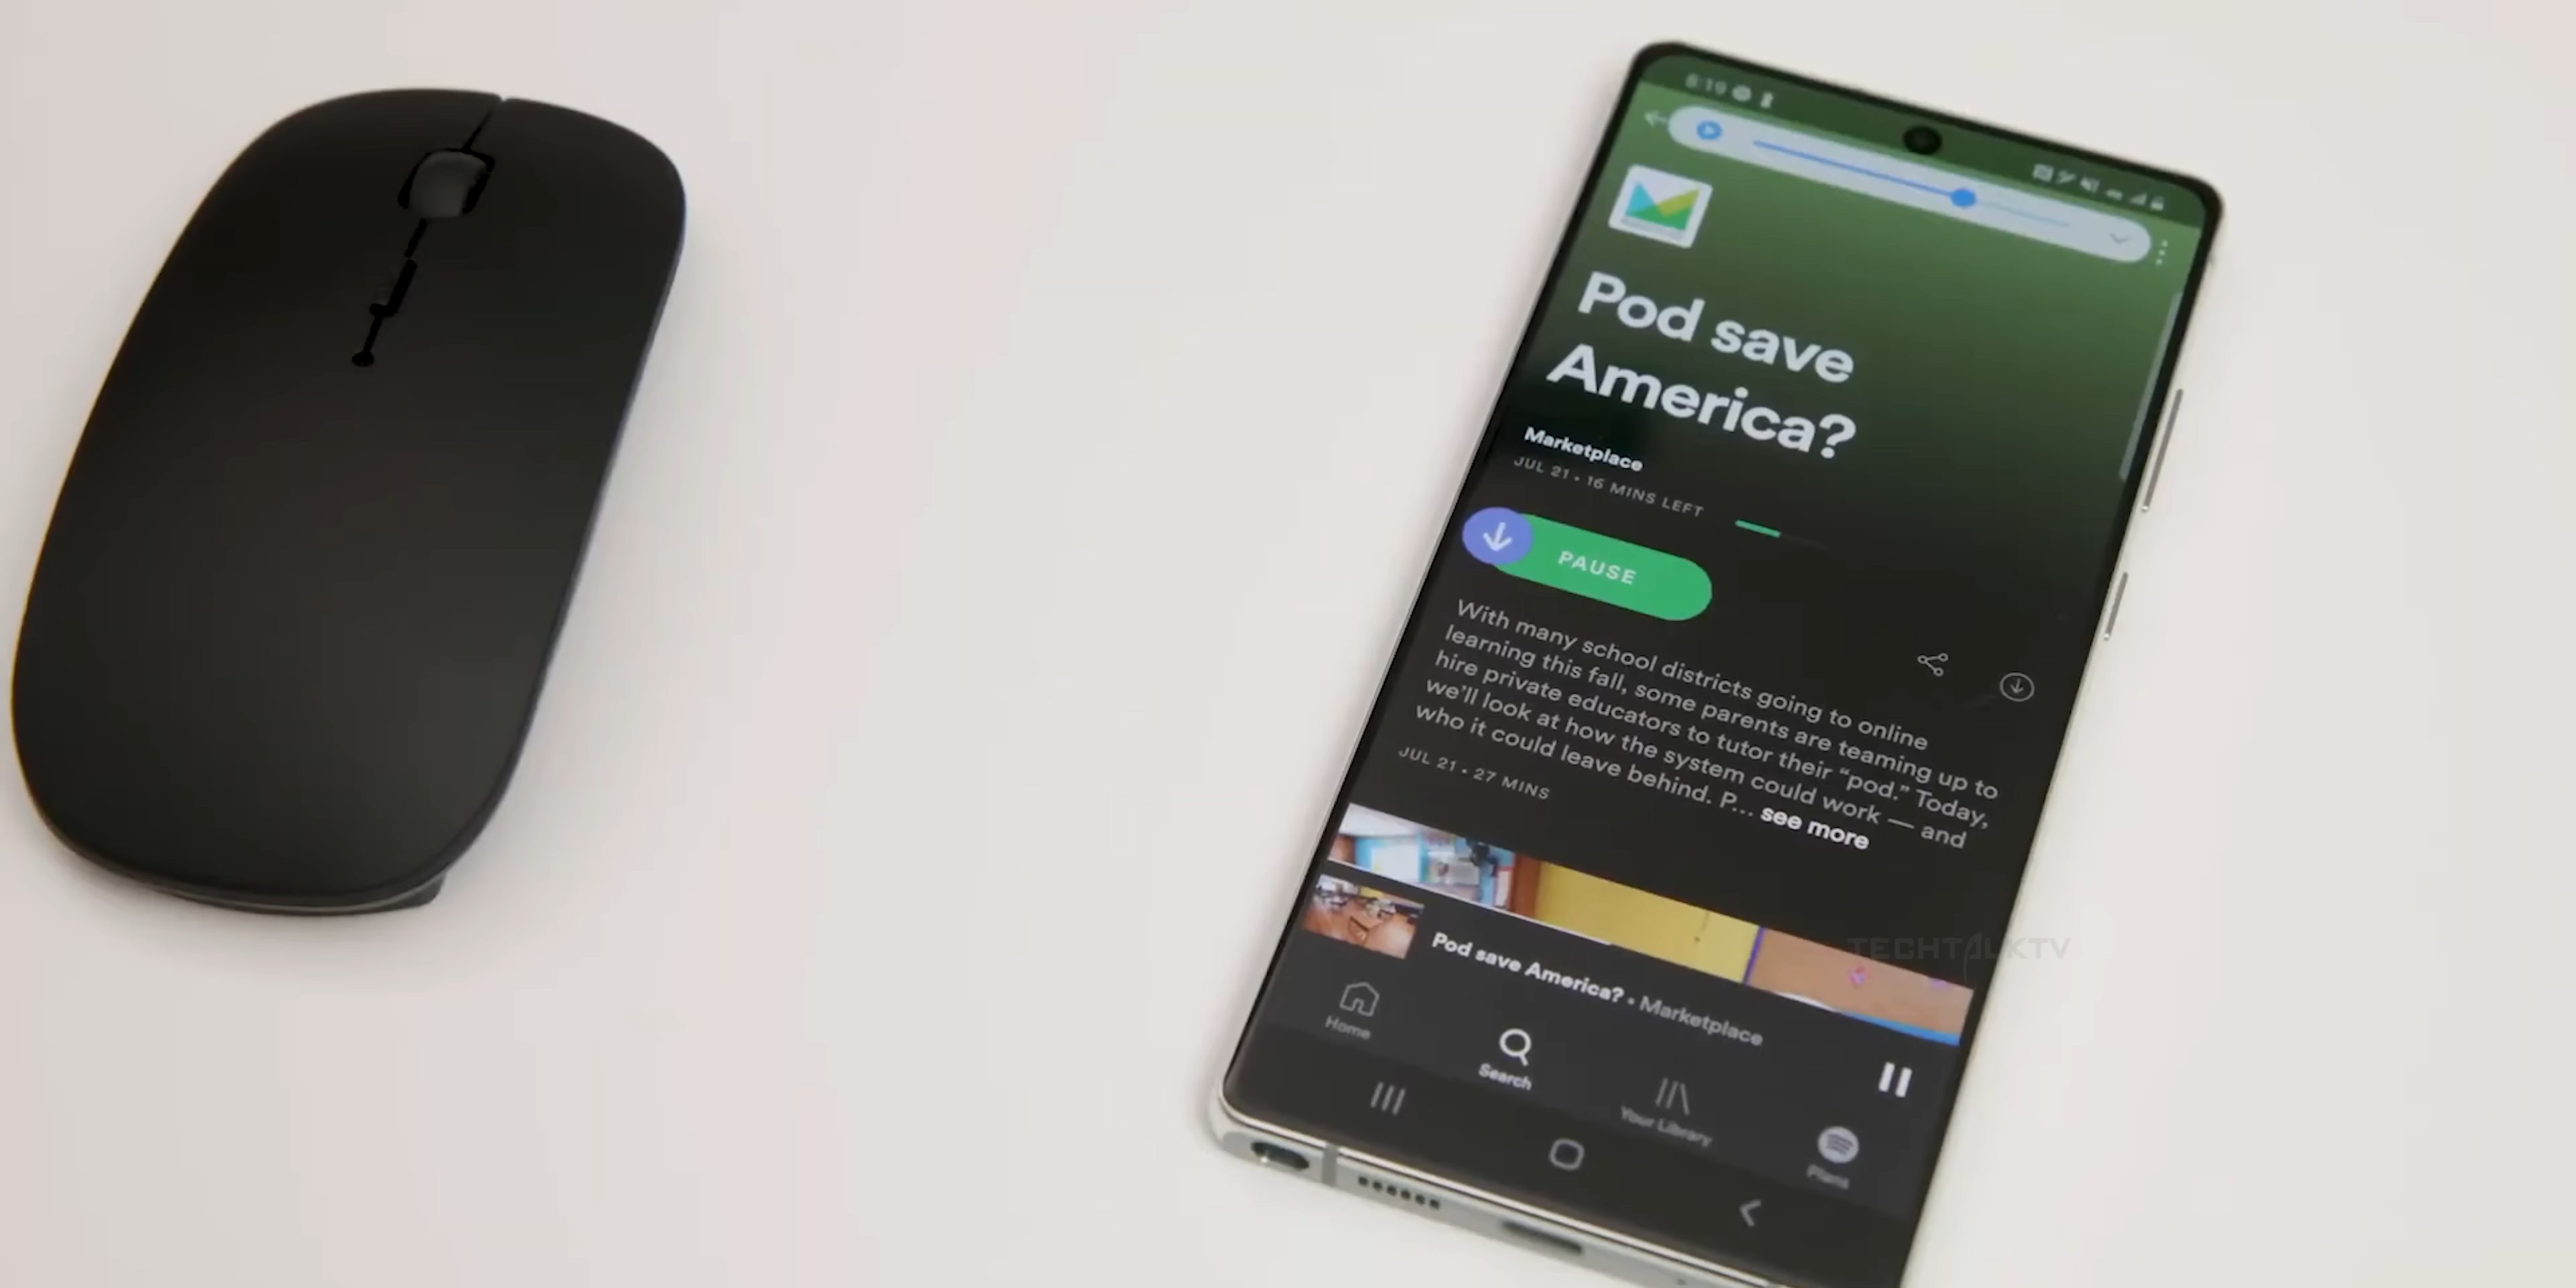 8:19
Pod save
America?
Marketplace
JUL 21 • 16 MINS LEFT
PAUSE
With many school districts going to online
learning this fall, some parents are teaming up to
hire private educators to tutor their “pod.” Today,
we'll look at how the system could work — and
who it could leave behind. P... see more
JUL 21 • 27 MINS
Pod save America? • Marketplace
Home
Search
Your Library
Plans
TECHTALKTV